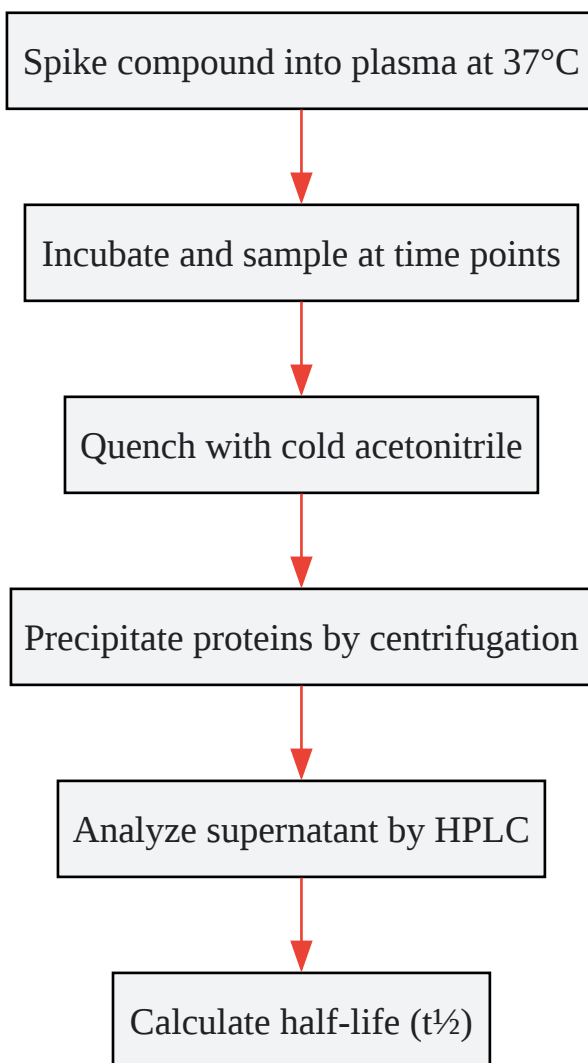 Spike compound into plasma at 37°C
Incubate and sample at time points
Quench with cold acetonitrile
Precipitate proteins by centrifugation
Analyze supernatant by HPLC
Calculate half-life (t½)